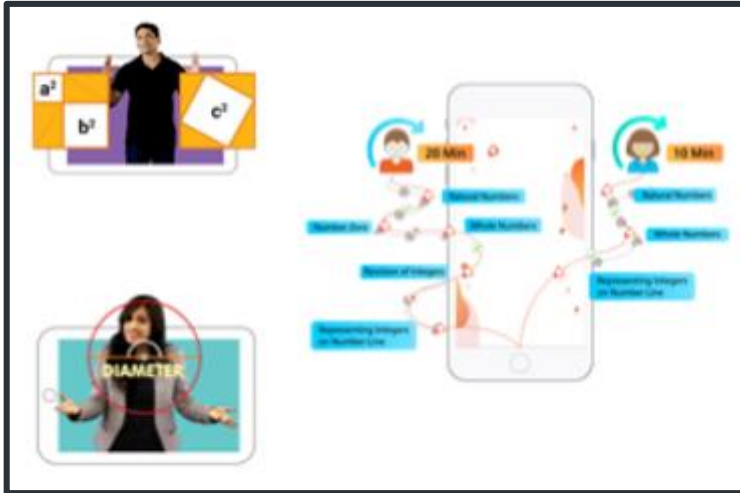 a²
b²
c²
20 Min
10 Min
Natural Numbers
Natural Numbers
Number Zero
Whole Numbers
Whole Numbers
Revision of Integers
Representing Integers
on Number Line
Representing Integers
on Number Line
DIAMETER